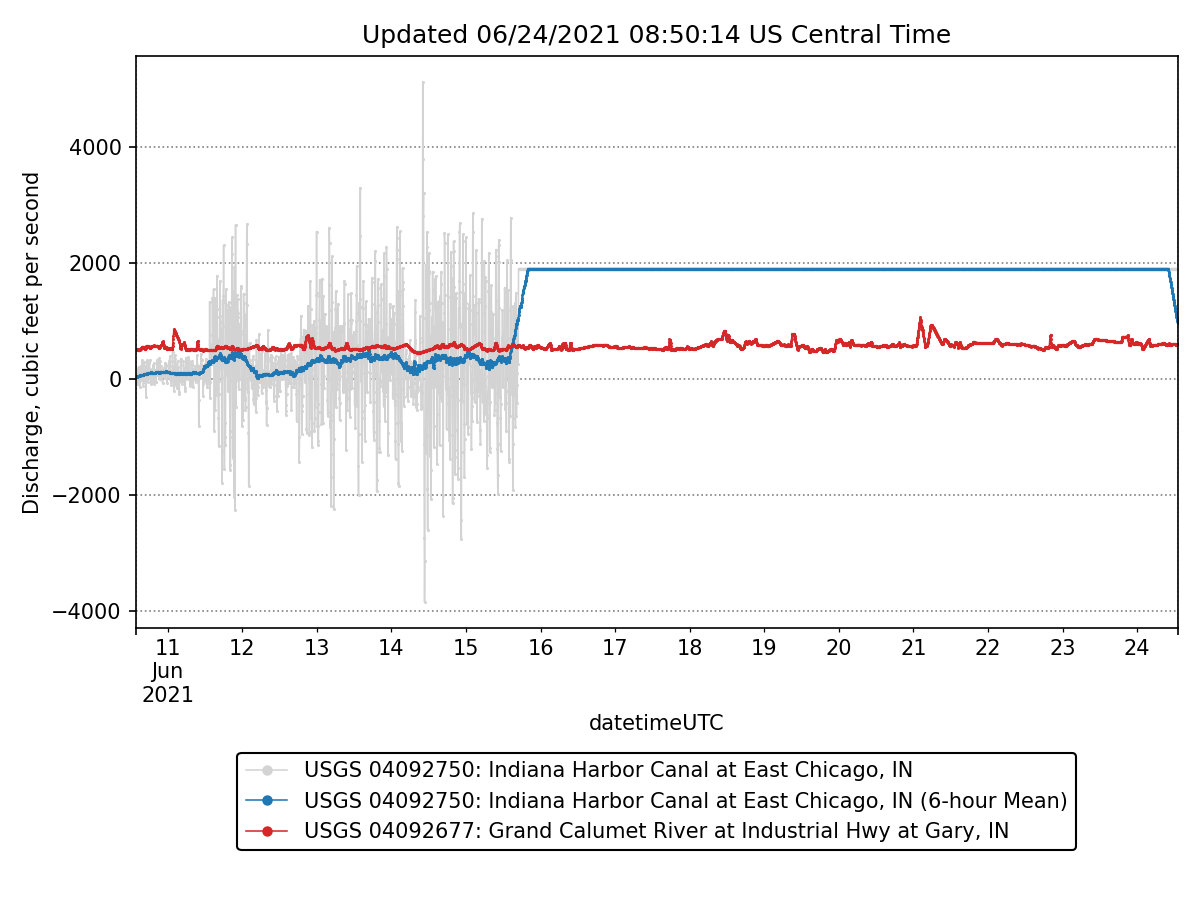 Updated 06/24/2021 08:50:14 US Central Time
Discharge, cubic feet per second
4000
2000
0
−2000
−4000
11 12 13 14 15 16 17 18 19 20 21 22 23 24
Jun
2021
datetimeUTC
USGS 04092750: Indiana Harbor Canal at East Chicago, IN
USGS 04092750: Indiana Harbor Canal at East Chicago, IN (6-hour Mean)
USGS 04092677: Grand Calumet River at Industrial Hwy at Gary, IN